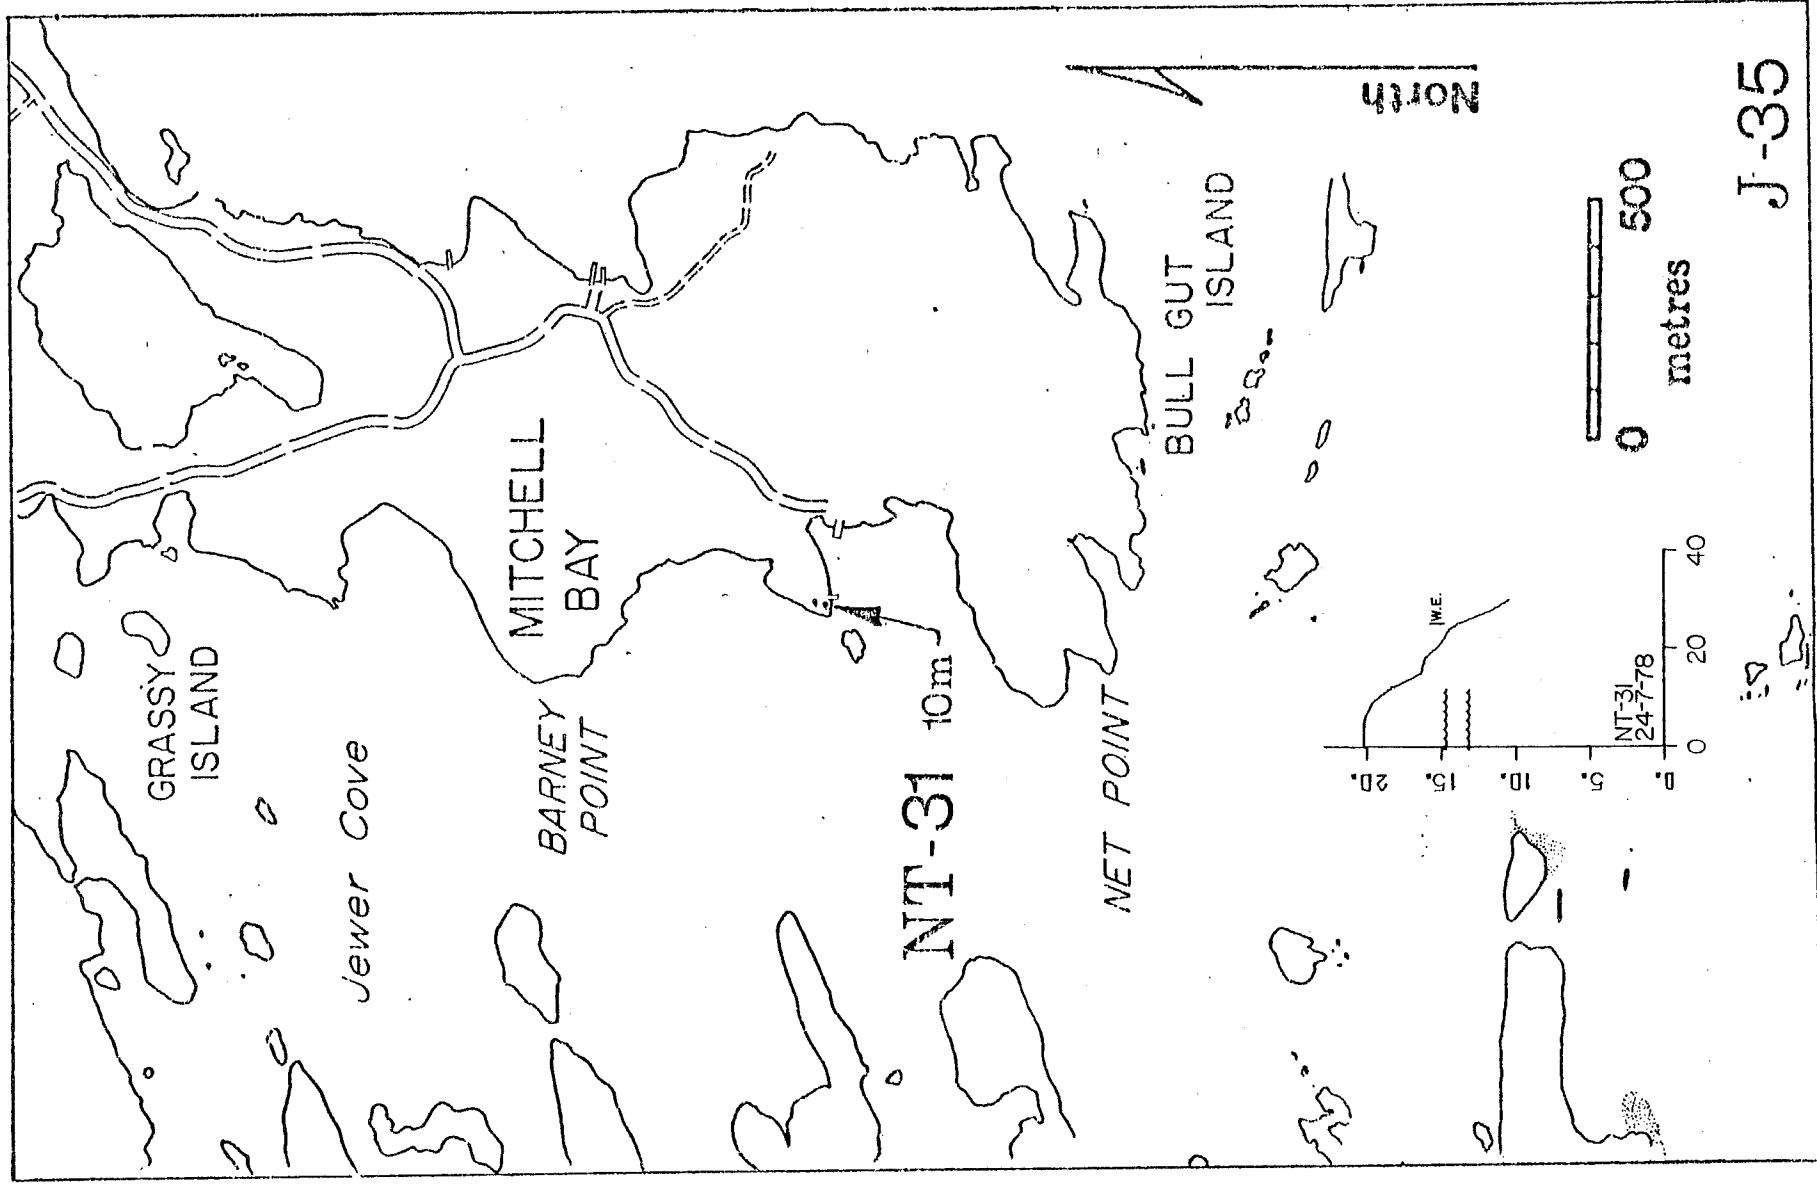 North
GRASSY
ISLAND
Jewer Cove
MITCHELL
BAY
BARNEY
POINT
NT-31
10m
NET POINT
BULL GUT
ISLAND
0 500
metres
W.E.
NT-31
24-7-78
20.
15.
10.
5.
0.
0 20 40
J-35